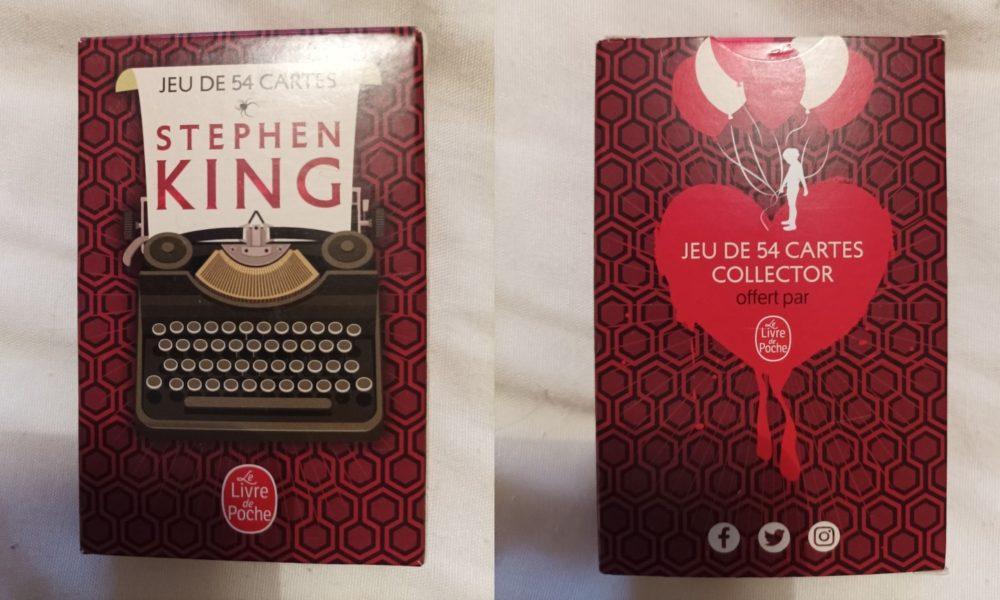 JEU DE 54 CARTES
STEPHEN
KING
Le
Livre
de
Poche
JEU DE 54 CARTES
COLLECTOR
offert par
Le
Livre
de
Poche